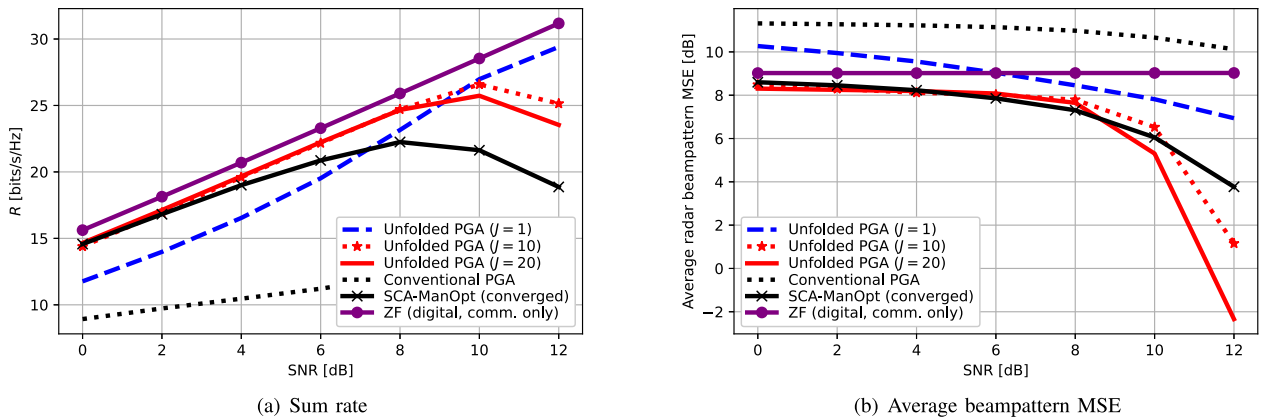 30
25
20
15
10
R [bits/s/Hz]
Unfolded PGA (J = 1)
Unfolded PGA (J = 10)
Unfolded PGA (J = 20)
Conventional PGA
SCA-ManOpt (converged)
ZF (digital, comm. only)
0 2 4 6 8 10 12
SNR [dB]
(a) Sum rate
10
8
6
4
2
0
−2
Average radar beampattern MSE [dB]
Unfolded PGA (J = 1)
Unfolded PGA (J = 10)
Unfolded PGA (J = 20)
Conventional PGA
SCA-ManOpt (converged)
ZF (digital, comm. only)
0 2 4 6 8 10 12
SNR [dB]
(b) Average beampattern MSE